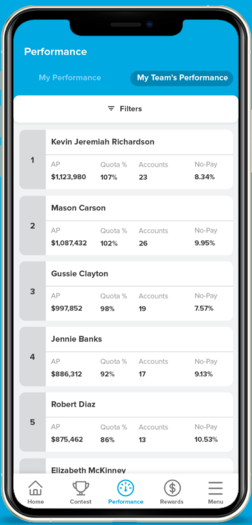 Performance
My Performance My Team's Performance
Filters
1
Kevin Jeremiah Richardson
AP Quota % Accounts No-Pay
$1,123,980 107% 23 8.34%
2
Mason Carson
AP Quota % Accounts No-Pay
$1,087,432 102% 26 9.95%
3
Gussie Clayton
AP Quota % Accounts No-Pay
$997,852 98% 19 7.57%
4
Jennie Banks
AP Quota % Accounts No-Pay
$886,312 92% 17 9.13%
5
Robert Diaz
AP Quota % Accounts No-Pay
$875,462 86% 13 10.53%
Elizabeth McKinney
Home Contest Performance Rewards Menu